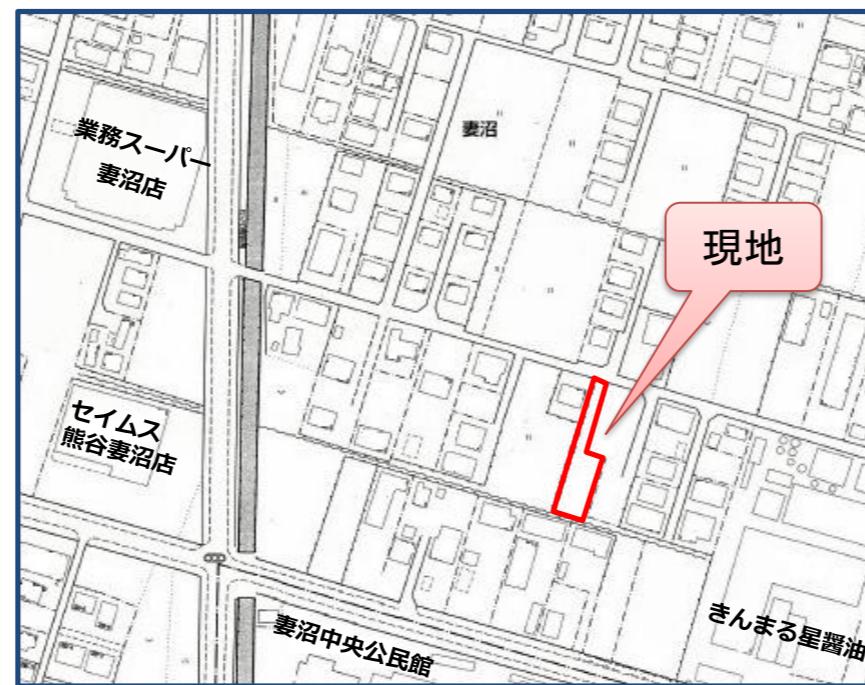 業務スーパー
妻沼店
妻沼
現地
セイムス
熊谷妻沼店
妻沼中央公民館
きんまる星醤油